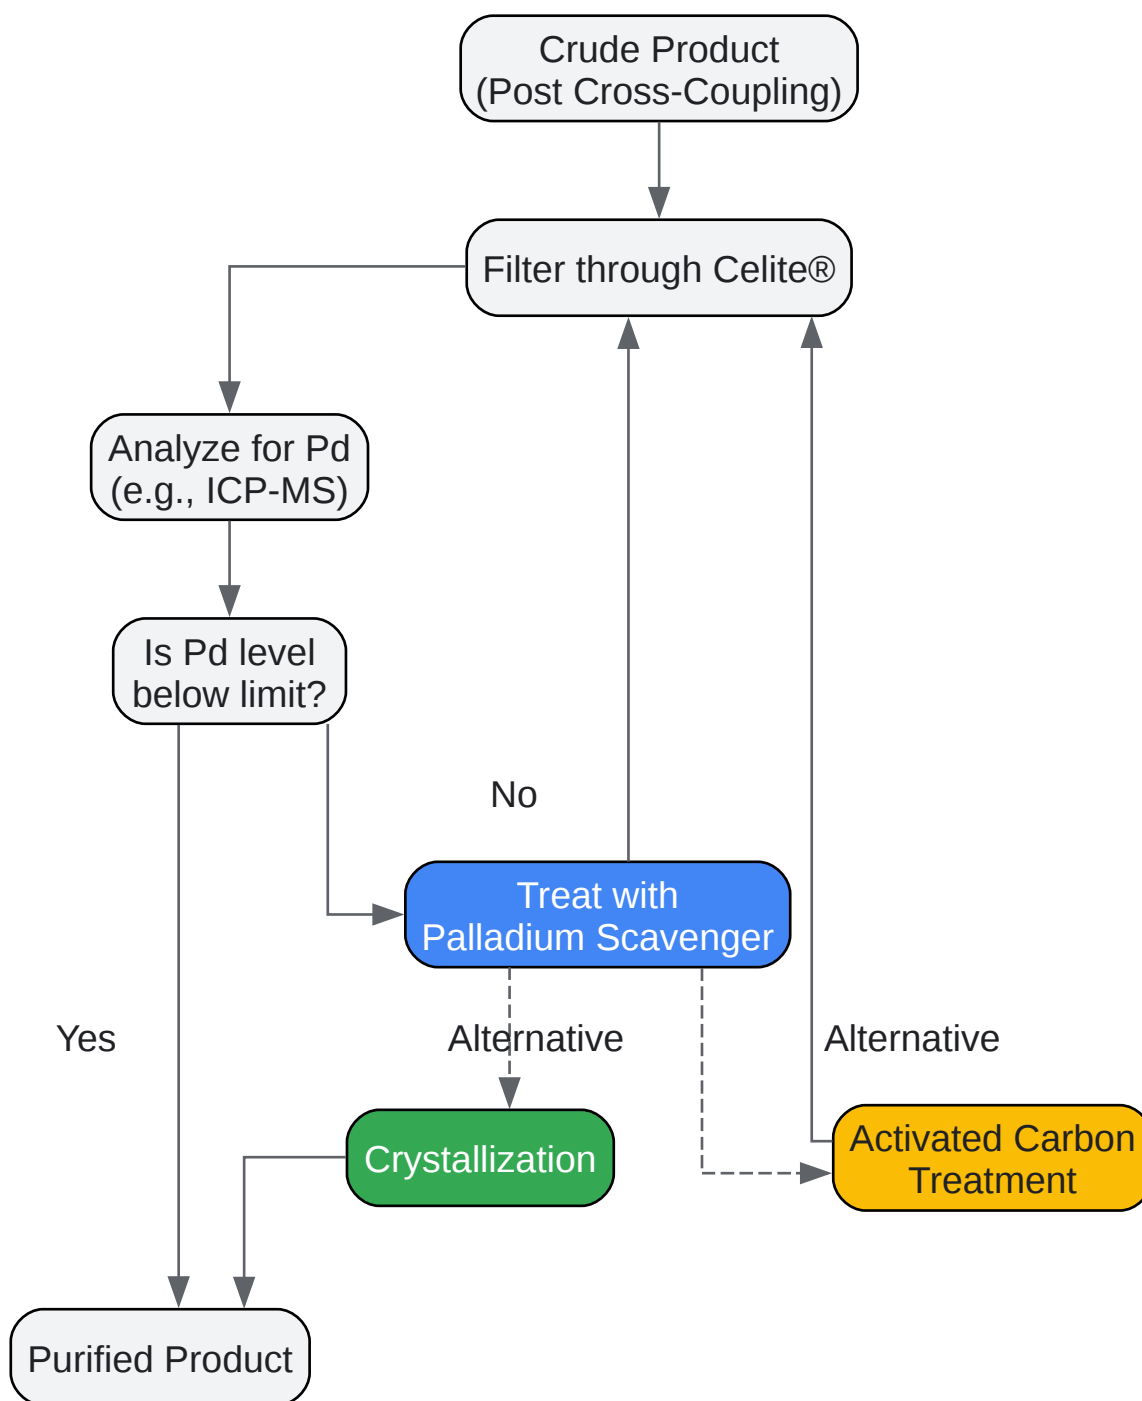 Crude Product
(Post Cross-Coupling)
Filter through Celite®
Analyze for Pd
(e.g., ICP-MS)
Is Pd level
below limit?
No
Treat with
Palladium Scavenger
Yes
Alternative
Alternative
Crystallization
Activated Carbon
Treatment
Purified Product